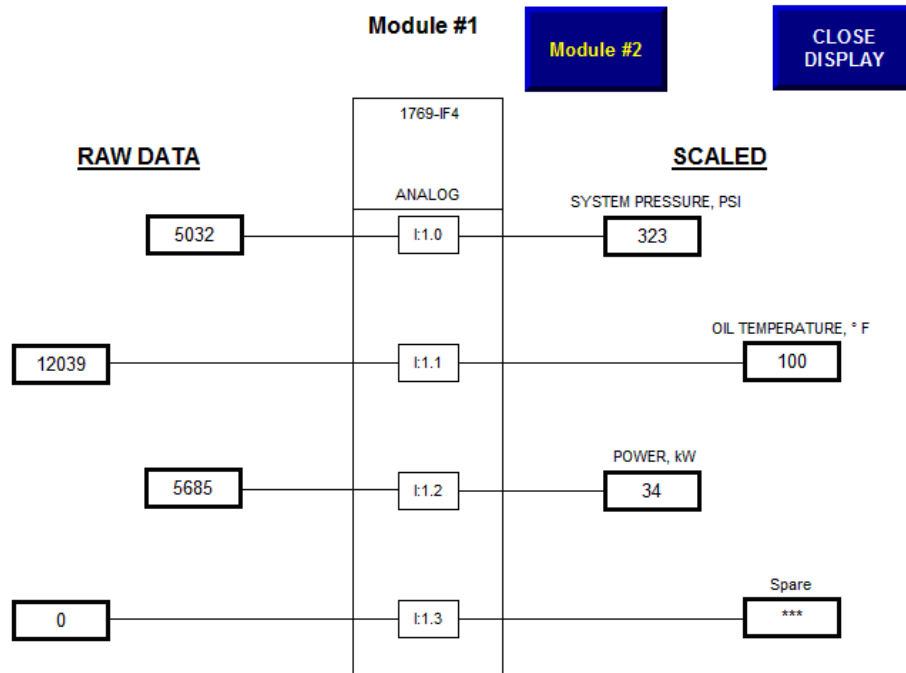 Module #1
Module #2
CLOSE
DISPLAY
1769-IF4
RAW DATA
SCALED
ANALOG
SYSTEM PRESSURE, PSI
5032
I:1.0
323
OIL TEMPERATURE, ° F
12039
I:1.1
100
POWER, kW
5685
I:1.2
34
Spare
0
I:1.3
***